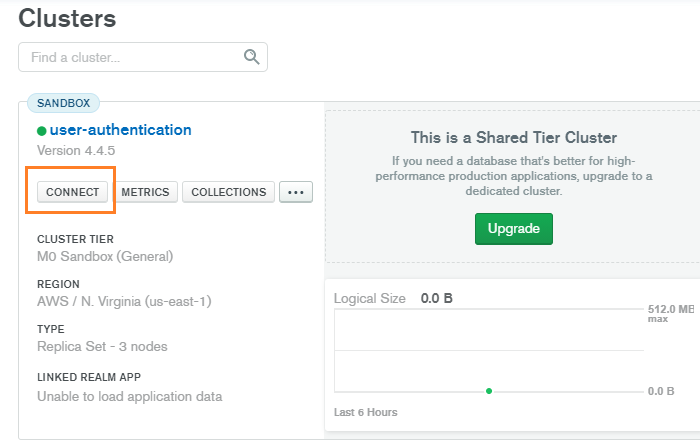 Clusters
Find a cluster...
SANDBOX
user-authentication
Version 4.4.5
CONNECT METRICS COLLECTIONS ...
CLUSTER TIER
M0 Sandbox (General)
REGION
AWS / N. Virginia (us-east-1)
TYPE
Replica Set - 3 nodes
LINKED REALM APP
Unable to load application data
This is a Shared Tier Cluster
If you need a database that's better for high-
performance production applications, upgrade to a
dedicated cluster.
Upgrade
Logical Size 0.0 B
512.0 MB
max
0.0 B
Last 6 Hours